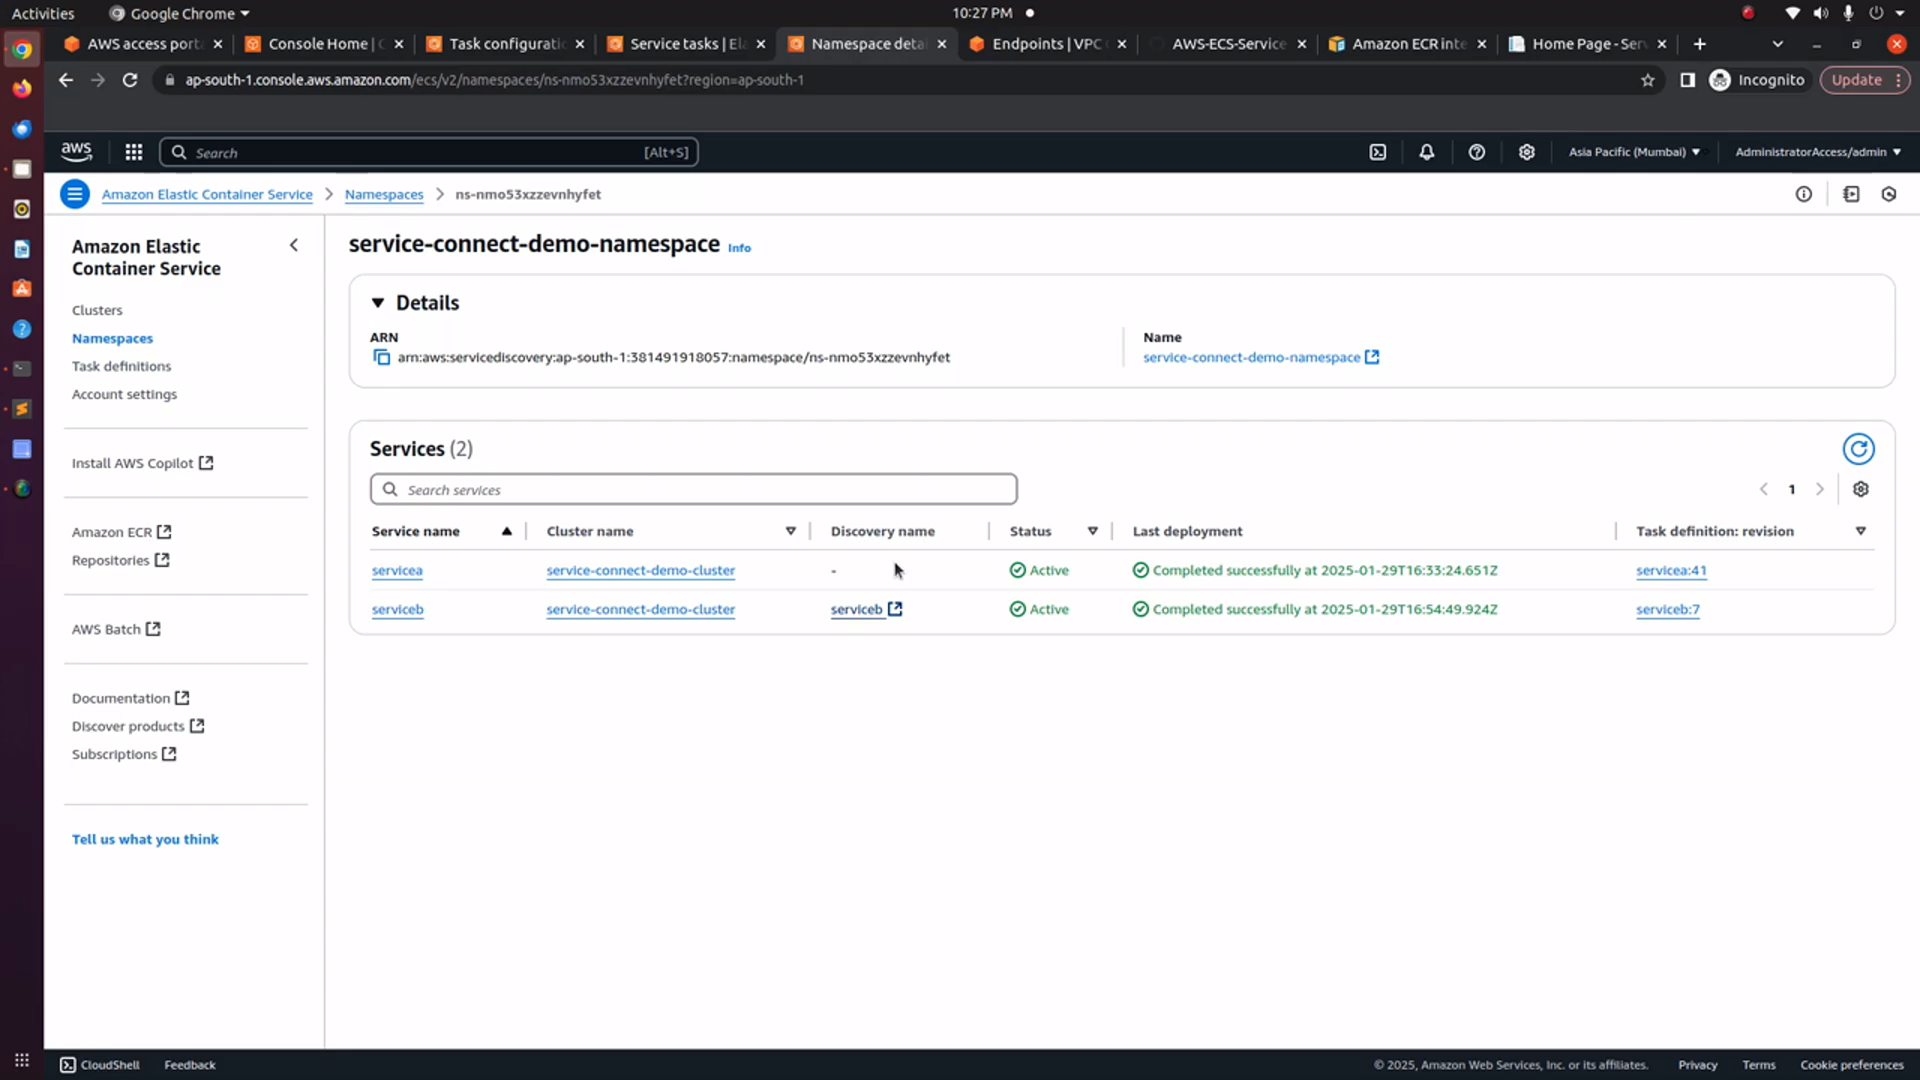 Activities Google Chrome 10:27 PM
AWS access port Console Home | C Task configurati Service tasks | Ela Namespace detai Endpoints | VPC AWS-ECS-Service Amazon ECR inte Home Page - Ser
ap-south-1.console.aws.amazon.com/ecs/v2/namespaces/ns-nmo53xzzevnhyfet?region=ap-south-1 Incognito Update
aws Search [Alt+S] Asia Pacific (Mumbai) AdministratorAccess/admin
Amazon Elastic Container Service > Namespaces > ns-nmo53xzzevnhyfet
Amazon Elastic
Container Service
Clusters
Namespaces
Task definitions
Account settings
Install AWS Copilot
Amazon ECR
Repositories
AWS Batch
Documentation
Discover products
Subscriptions
Tell us what you think
service-connect-demo-namespace Info
Details
ARN
arn:aws:servicediscovery:ap-south-1:381491918057:namespace/ns-nmo53xzzevnhyfet
Name
service-connect-demo-namespace
Services (2)
Search services
1
Service name Cluster name Discovery name Status Last deployment Task definition: revision
servicea service-connect-demo-cluster - Active Completed successfully at 2025-01-29T16:33:24.651Z servicea:41
serviceb service-connect-demo-cluster serviceb Active Completed successfully at 2025-01-29T16:54:49.924Z serviceb:7
CloudShell Feedback © 2025, Amazon Web Services, Inc. or its affiliates. Privacy Terms Cookie preferences